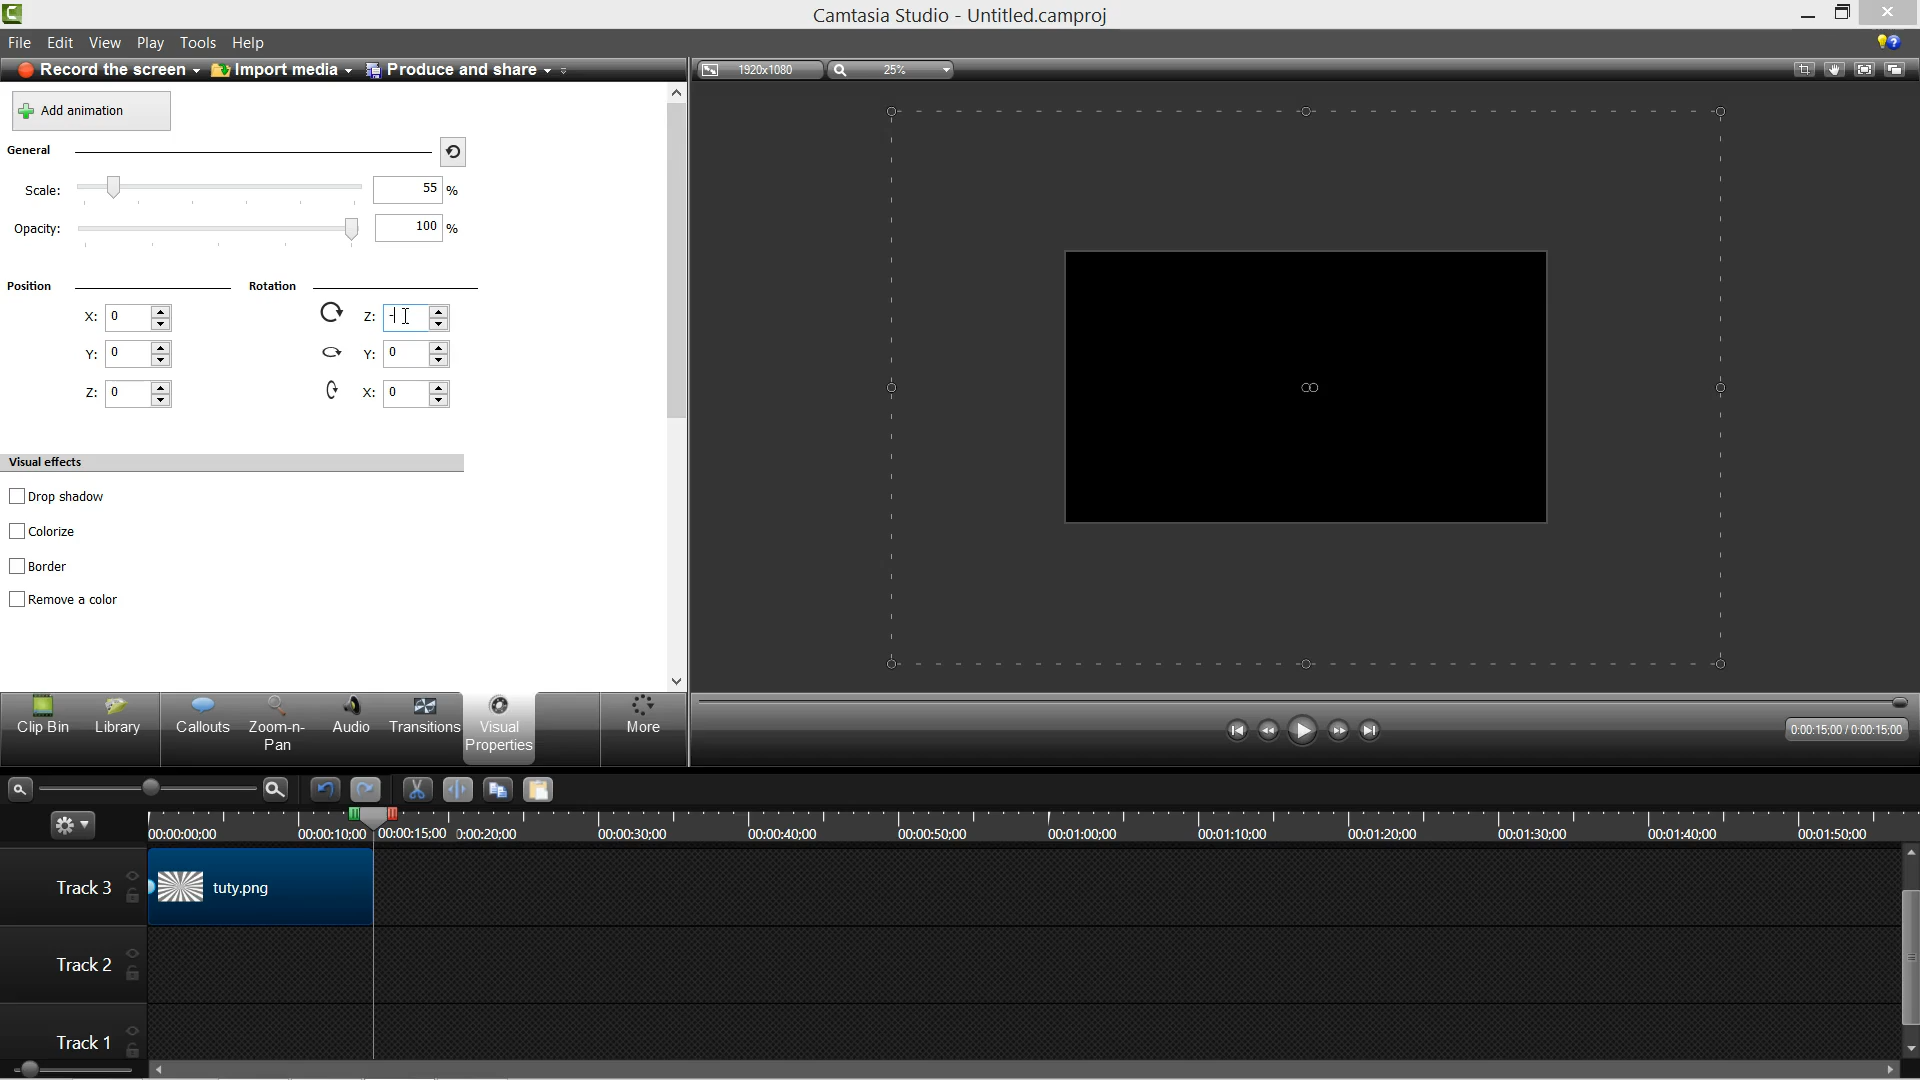 Camtasia Studio - Untitled.camproj
File Edit View Play Tools Help
Record the screen Import media Produce and share 1920x1080 25%
Add animation
General
Scale: 55 %
Opacity: 100 %
Position Rotation
X: 0 Z: -
Y: 0 Y: 0
Z: 0 X: 0
Visual effects
Drop shadow
Colorize
Border
Remove a color
Clip Bin Library Callouts Zoom-n-Pan Audio Transitions Visual Properties More
0:00:15;00 / 0:00:15;00
00:00:00;00 00:00:10;00 00:00:15;00 0:00:20;00 00:00:30;00 00:00:40;00 00:00:50;00 00:01:00;00 00:01:10;00 00:01:20;00 00:01:30;00 00:01:40;00 00:01:50;00
Track 3 tuty.png
Track 2
Track 1